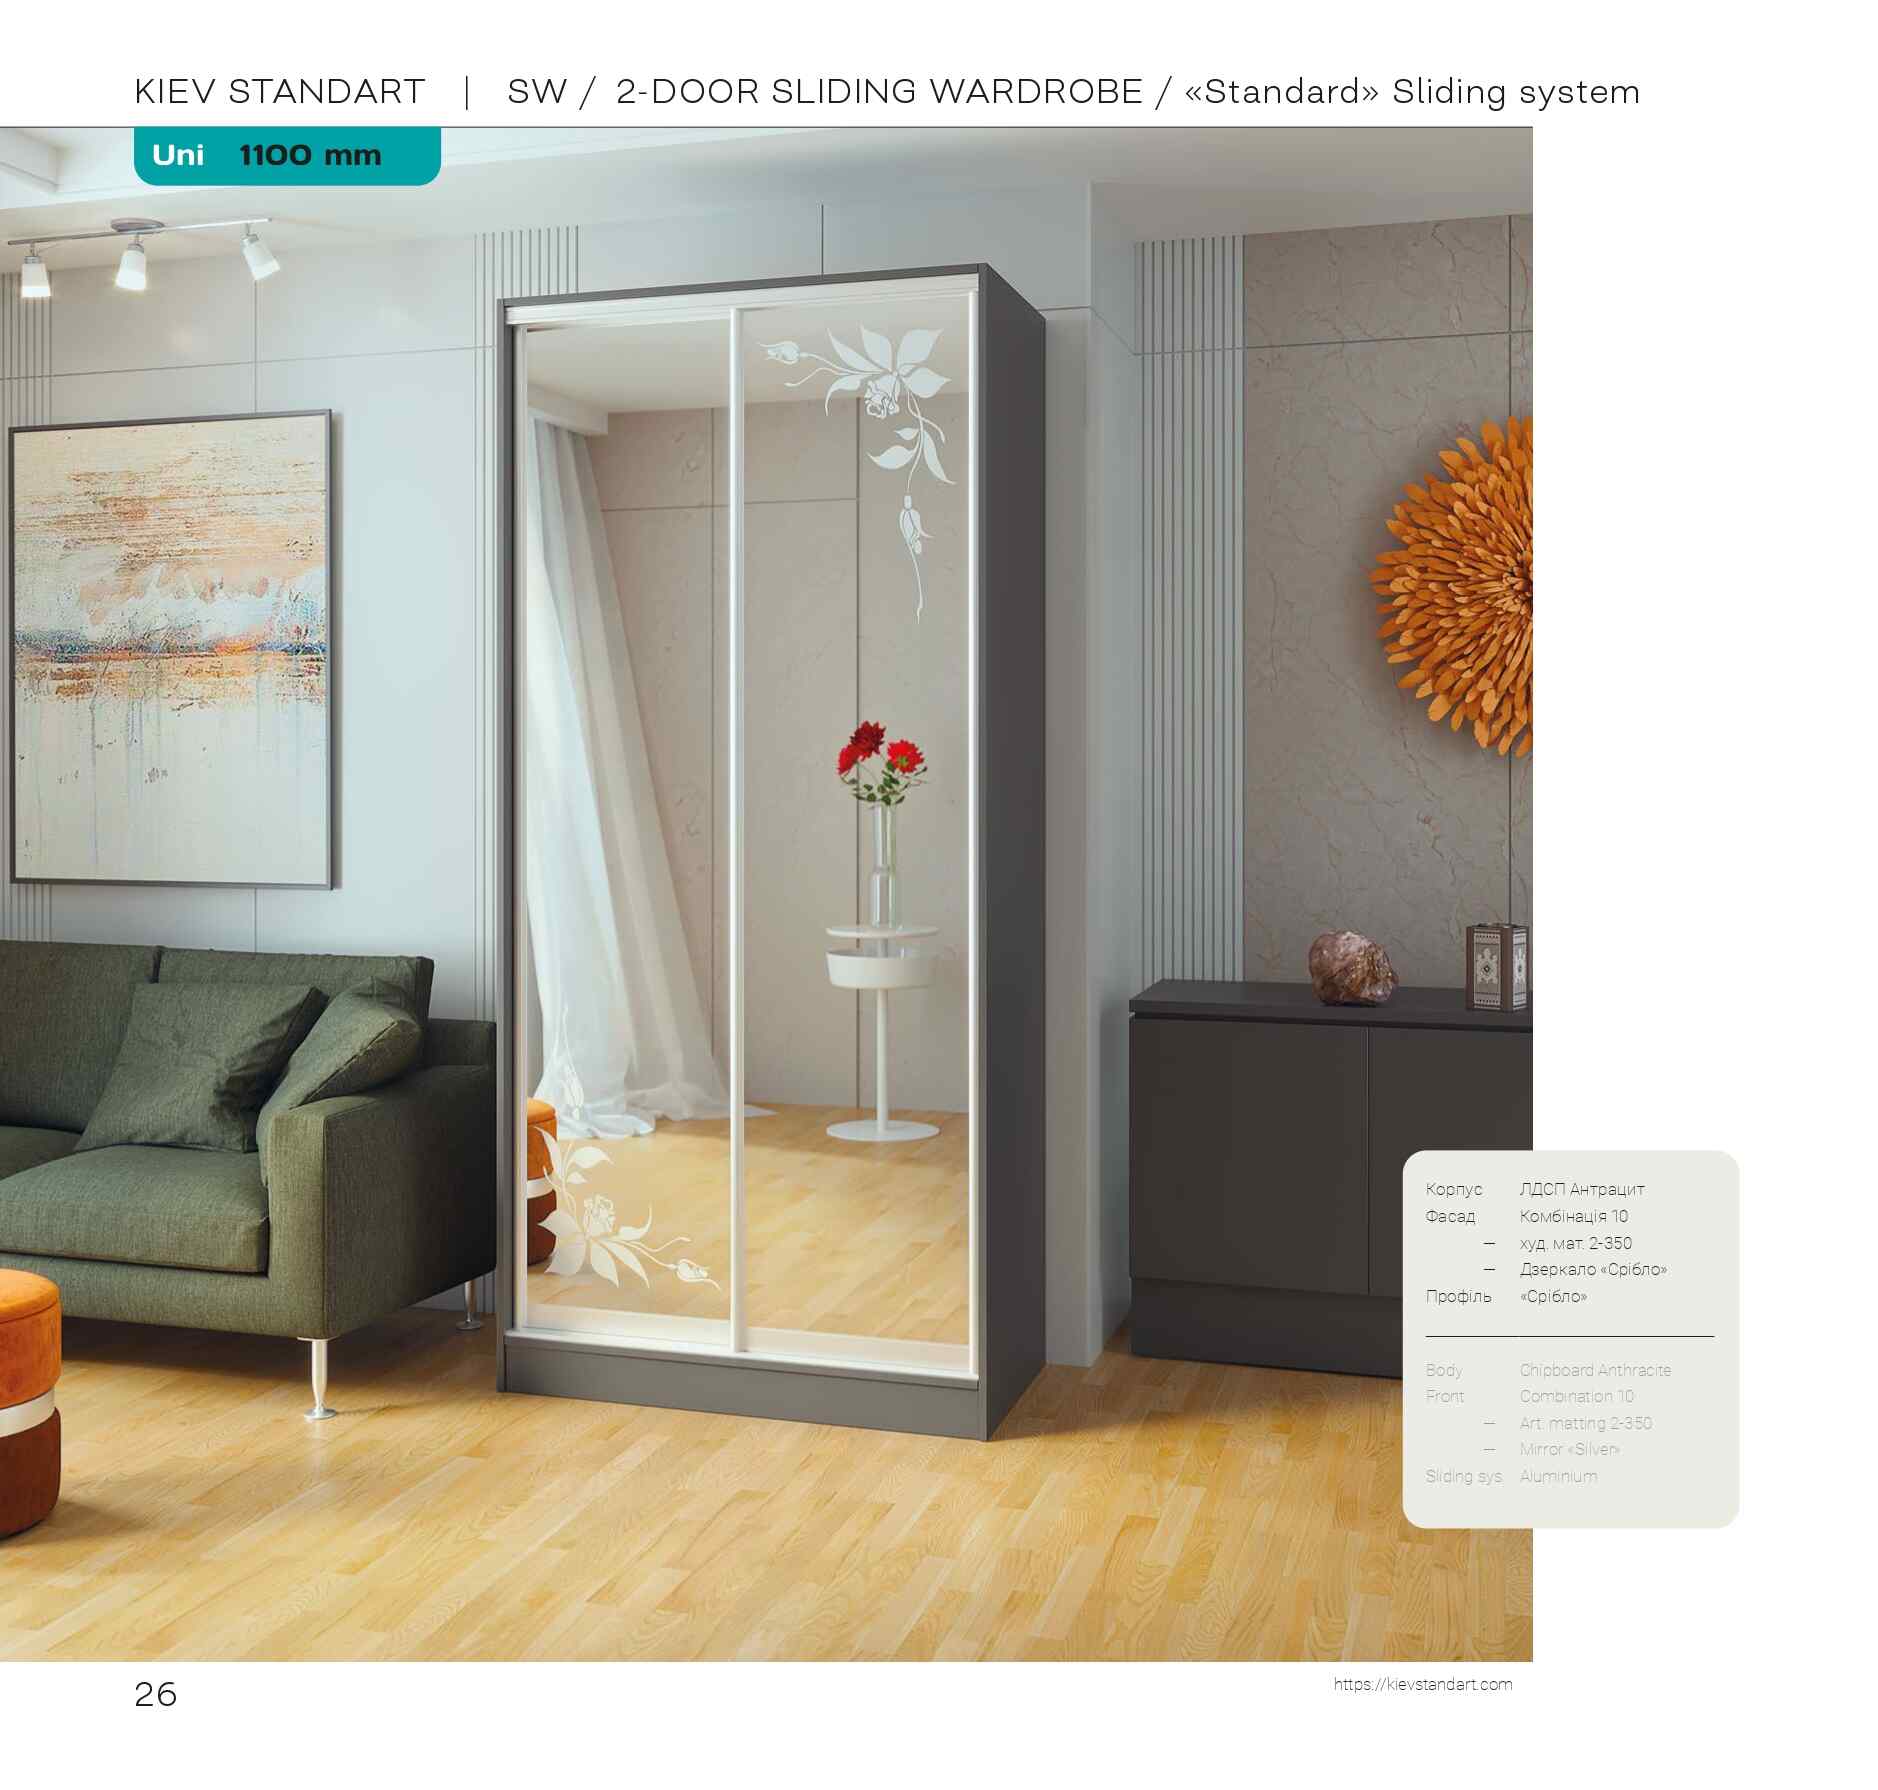 KIEV STANDART | SW / 2-DOOR SLIDING WARDROBE / «Standard» Sliding system
Uni 1100 mm
Корпус ЛДСП Антрацит
Фасад Комбінація 10
— худ. мат. 2-350
— Дзеркало «Срібло»
Профіль «Срібло»
Body Chipboard Anthracite
Front Combination 10
— Art. matting 2-350
— Mirror «Silver»
Sliding sys. Aluminium
26
https://kievstandart.com